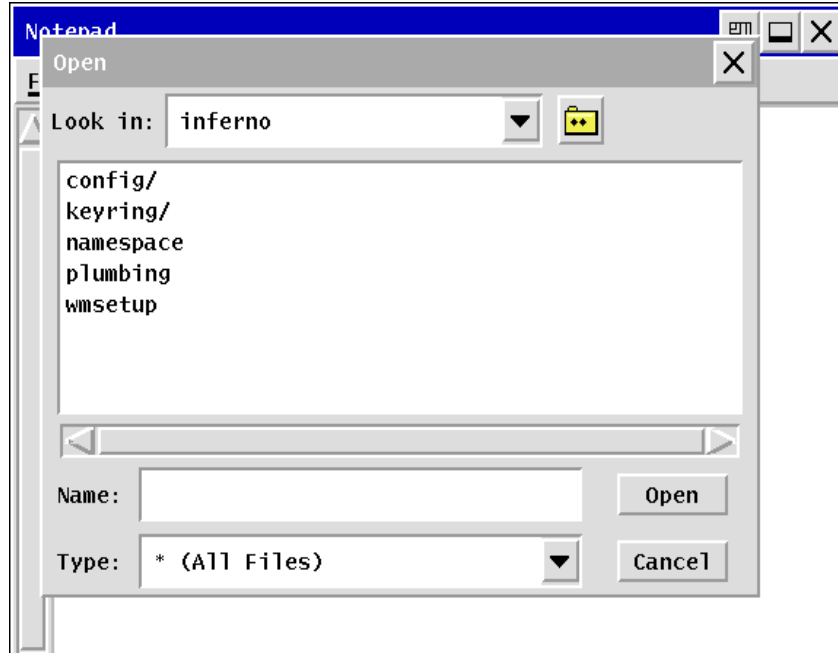 Notepad
Open
Look in: inferno
config/
keyring/
namespace
plumbing
wmsetup
Name:
Open
Type: * (All Files)
Cancel